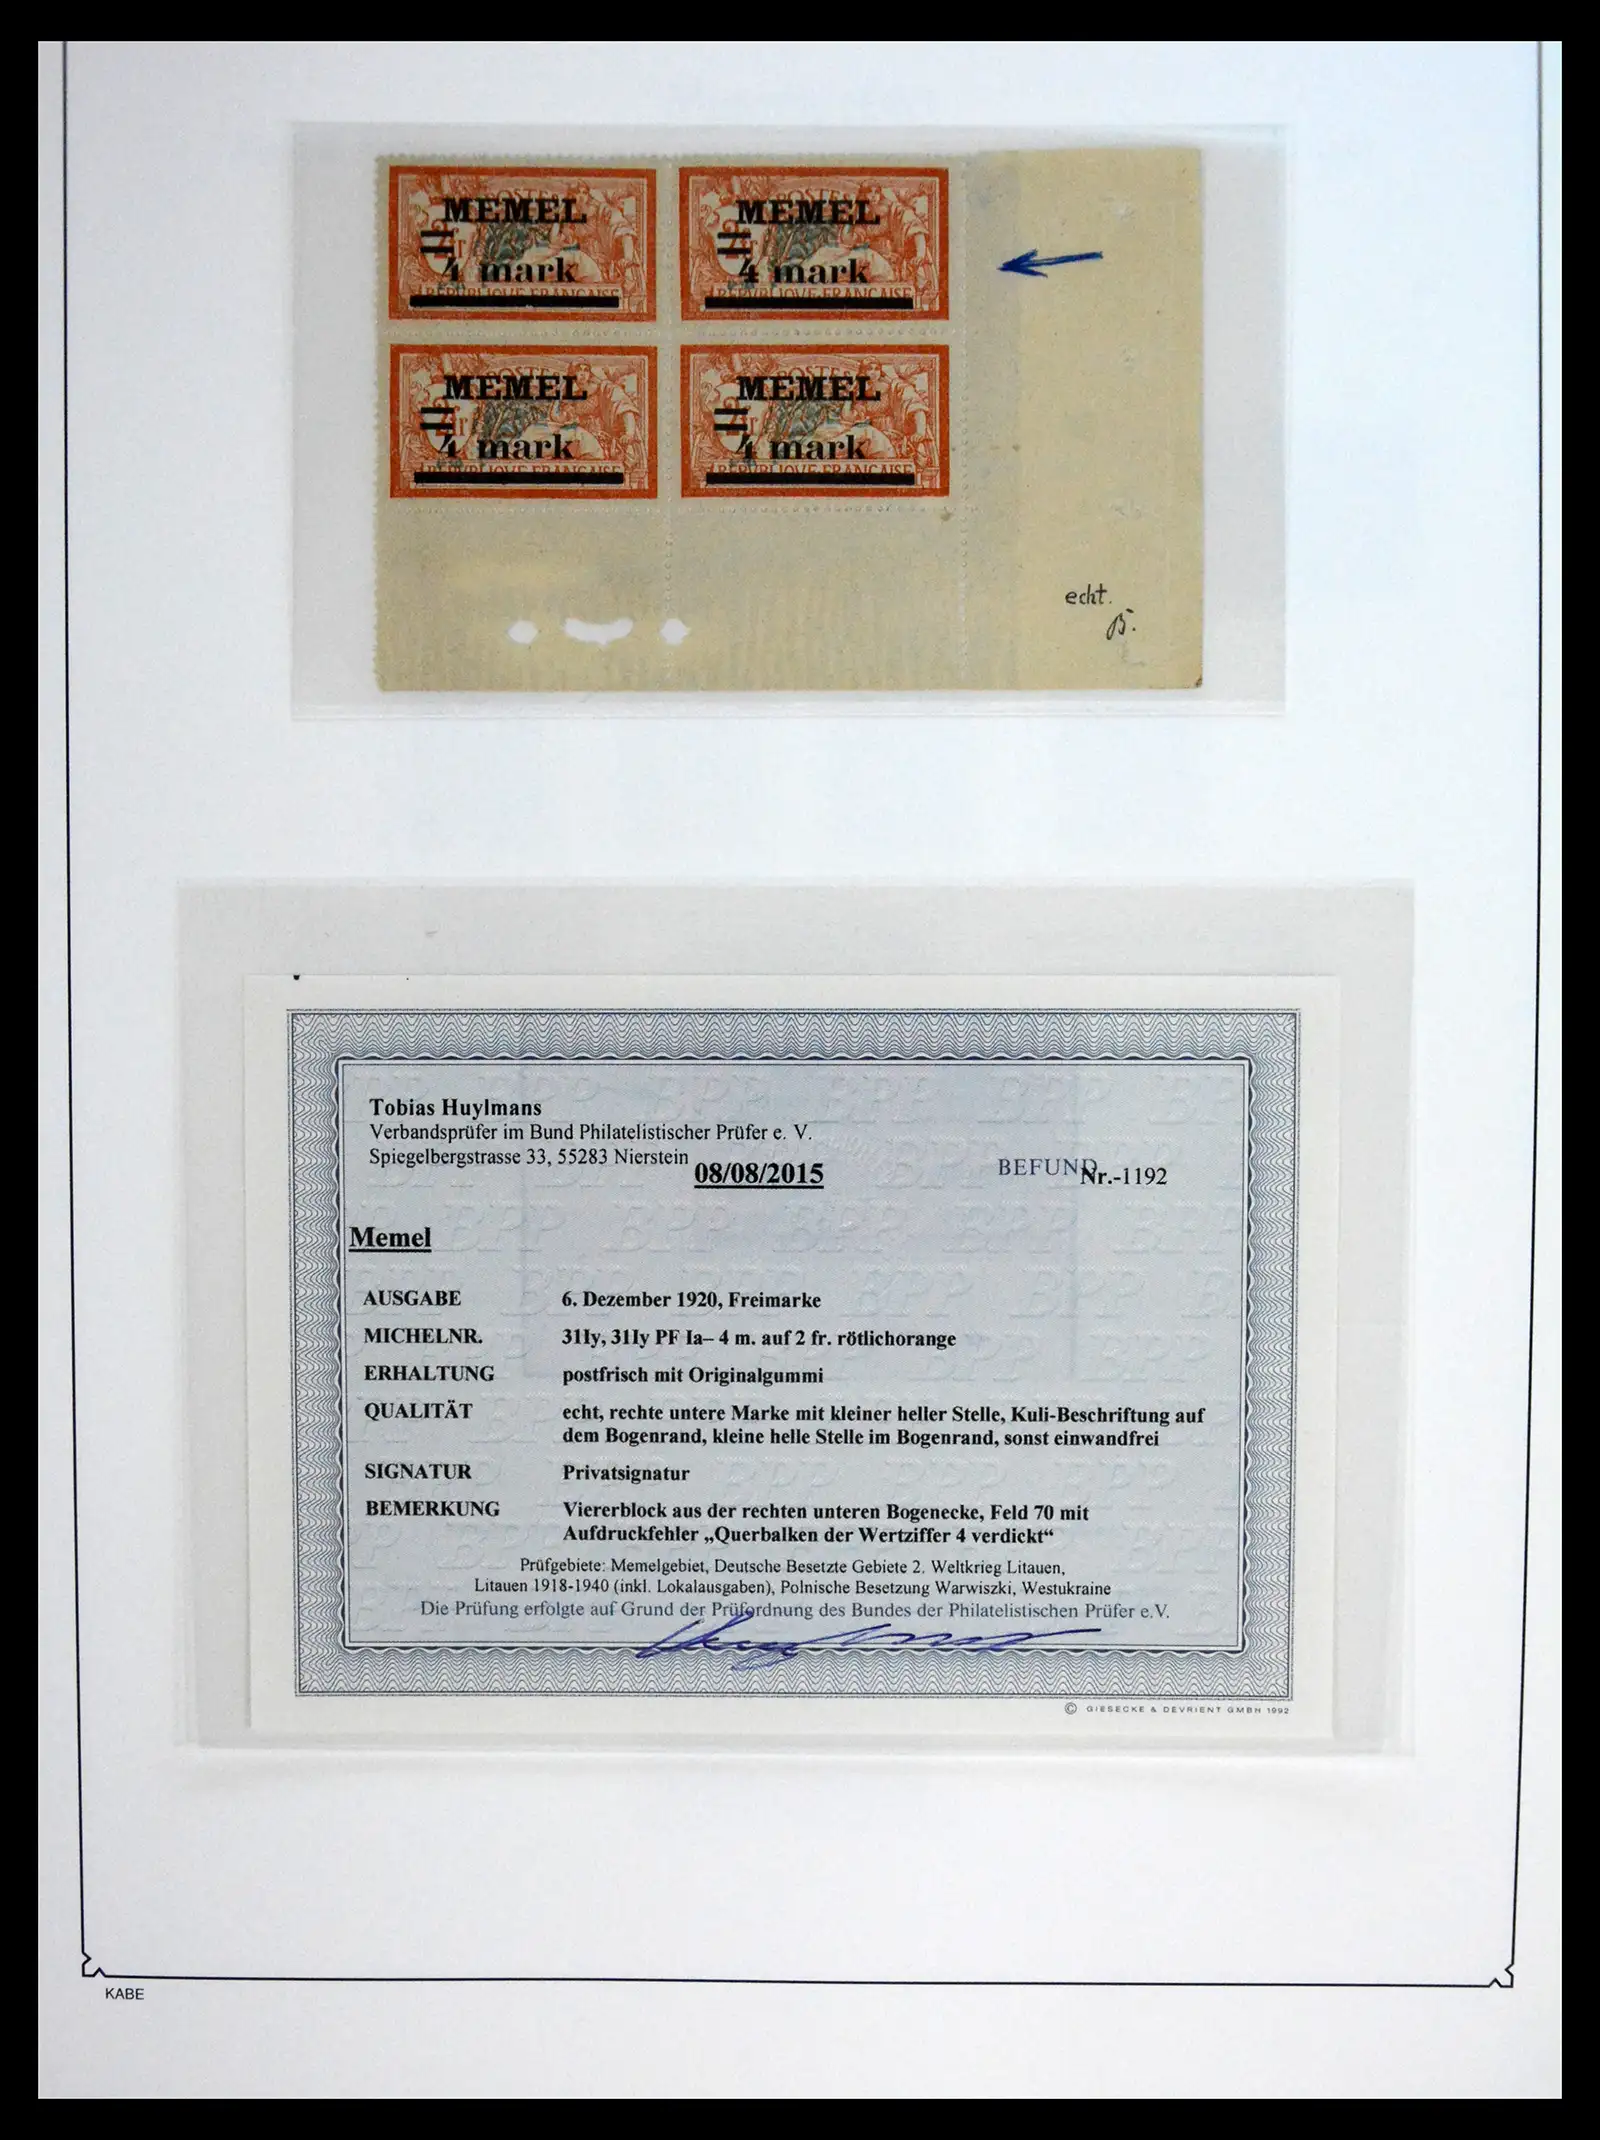 MEMEL MEMEL
4 mark 4 mark
MEMEL MEMEL
4 mark 4 mark
echt.
Tobias Huylmans
Verbandsprüfer im Bund Philatelistischer Prüfer e. V.
Spiegelbergstrasse 33, 55283 Nierstein
08/08/2015
BEFUND Nr.-1192
Memel
AUSGABE 6. Dezember 1920, Freimarke
MICHELNR. 31Iy, 31Iy PF Ia– 4 m. auf 2 fr. rötlichorange
ERHALTUNG postfrisch mit Originalgummi
QUALITÄT echt, rechte untere Marke mit kleiner heller Stelle, Kuli-Beschriftung auf
dem Bogenrand, kleine helle Stelle im Bogenrand, sonst einwandfrei
SIGNATUR Privatsignatur
BEMERKUNG Viererblock aus der rechten unteren Bogenecke, Feld 70 mit
Aufdruckfehler „Querbalken der Wertziffer 4 verdickt“
Prüfgebiete: Memelgebiet, Deutsche Besetzte Gebiete 2. Weltkrieg Litauen,
Litauen 1918-1940 (inkl. Lokalausgaben), Polnische Besetzung Warwiszki, Westukraine
Die Prüfung erfolgte auf Grund der Prüfordnung des Bundes der Philatelistischen Prüfer e.V.
© GIESECKE & DEVRIENT GMBH 1992
KABE